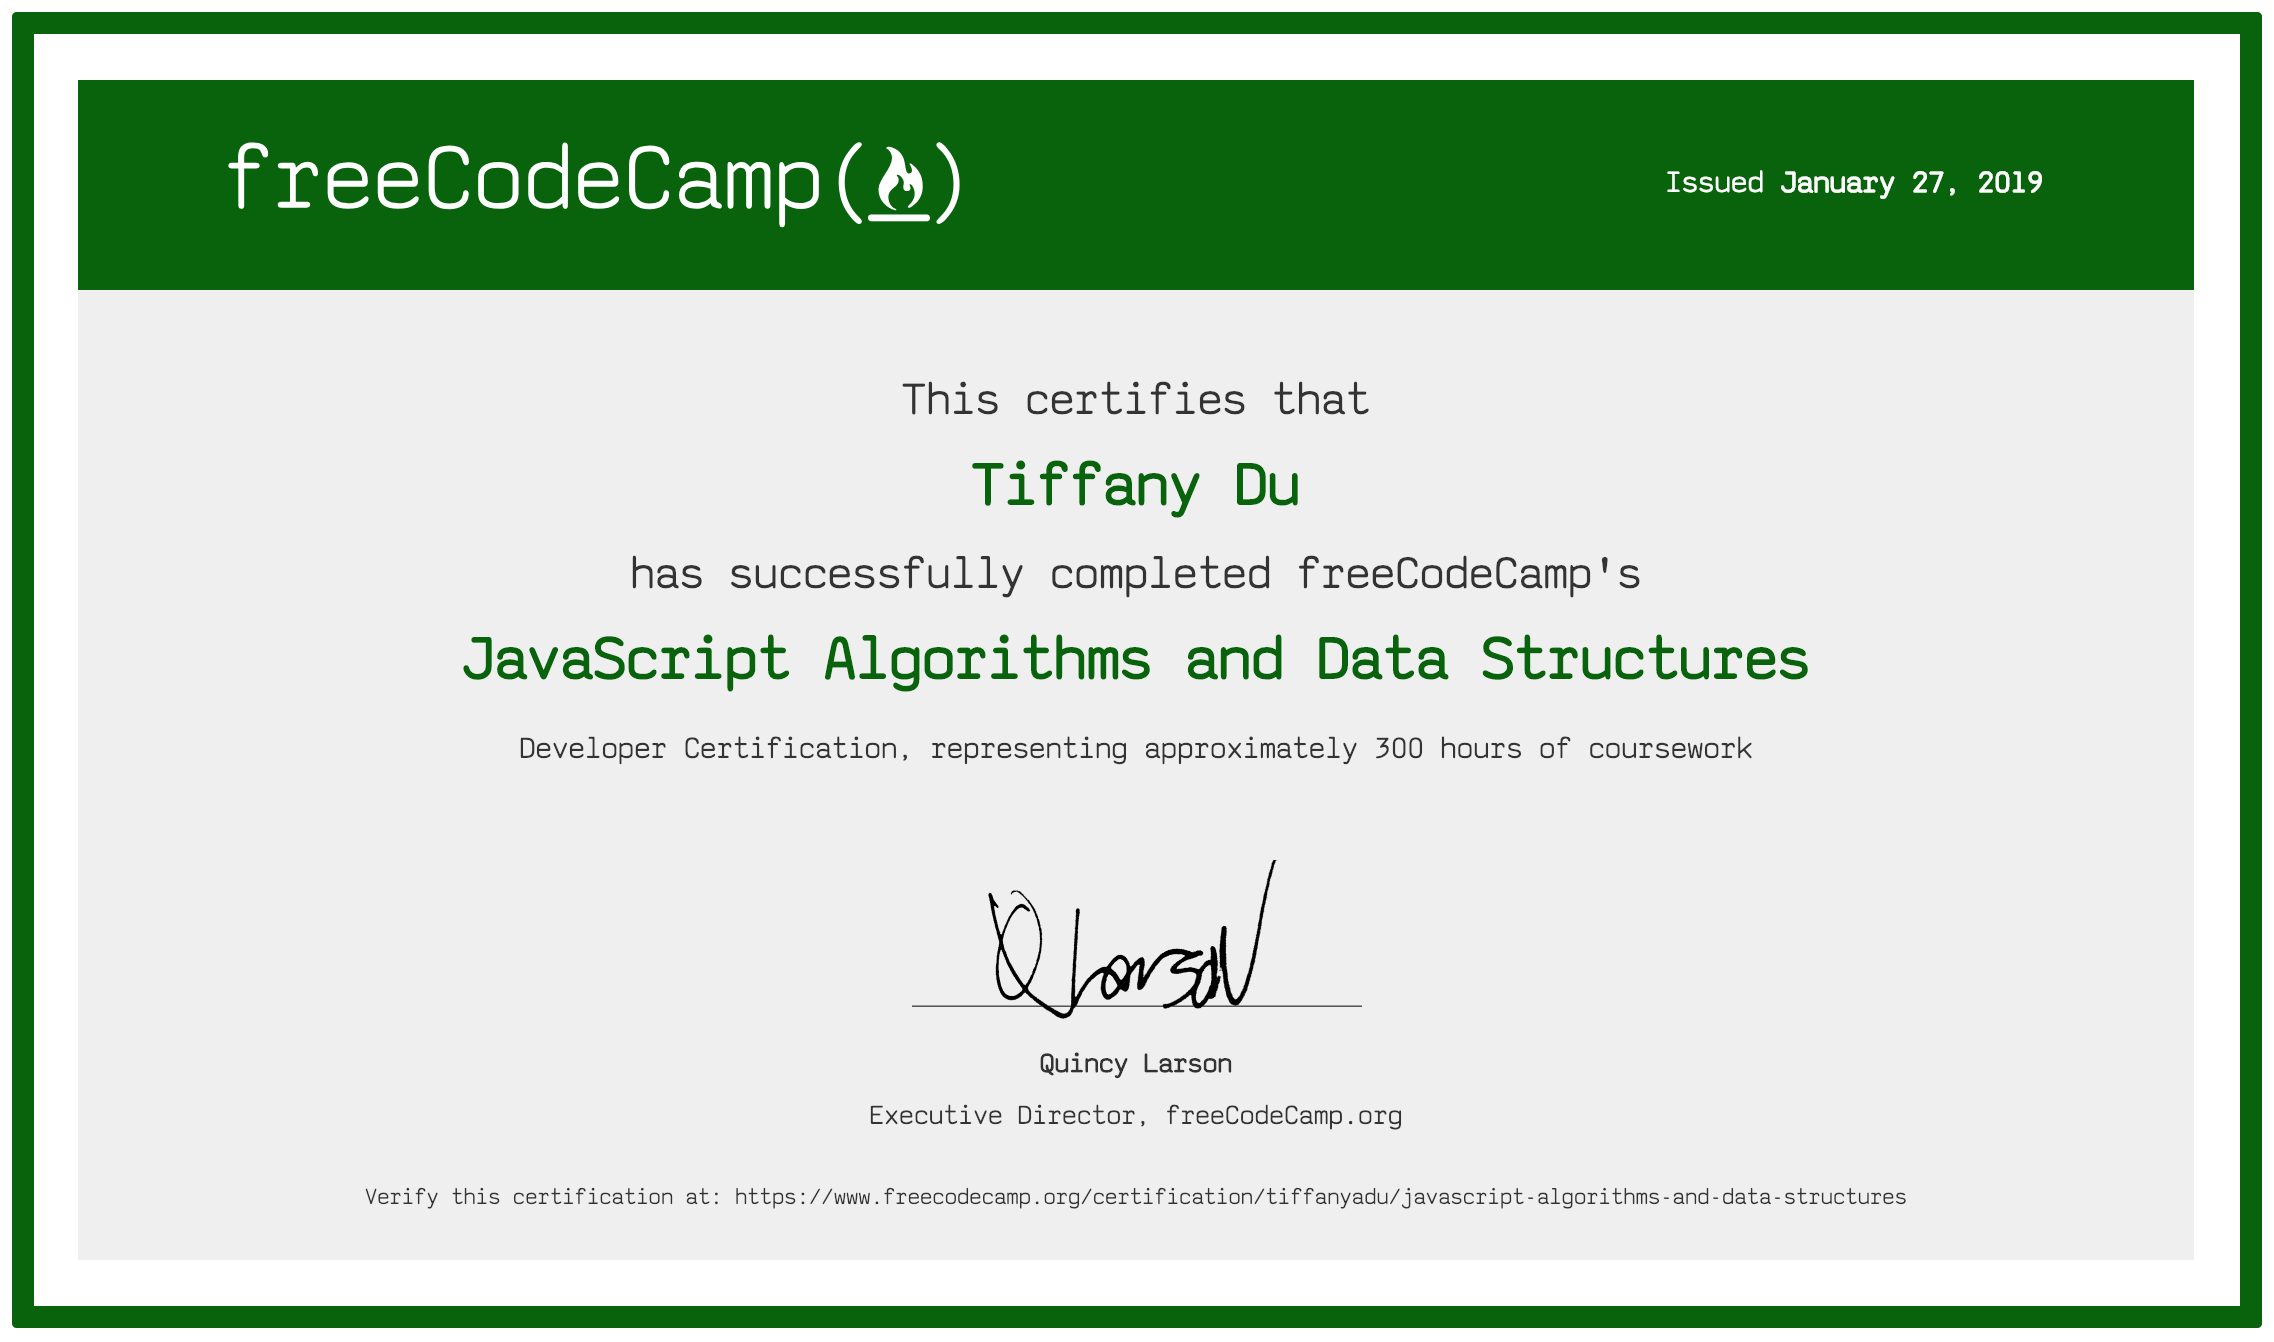 freeCodeCamp()
Issued January 27, 2019
This certifies that
Tiffany Du
has successfully completed freeCodeCamp's
JavaScript Algorithms and Data Structures
Developer Certification, representing approximately 300 hours of coursework
Q Larson
Quincy Larson
Executive Director, freeCodeCamp.org
Verify this certification at: https://www.freecodecamp.org/certification/tiffanyadu/javascript-algorithms-and-data-structures